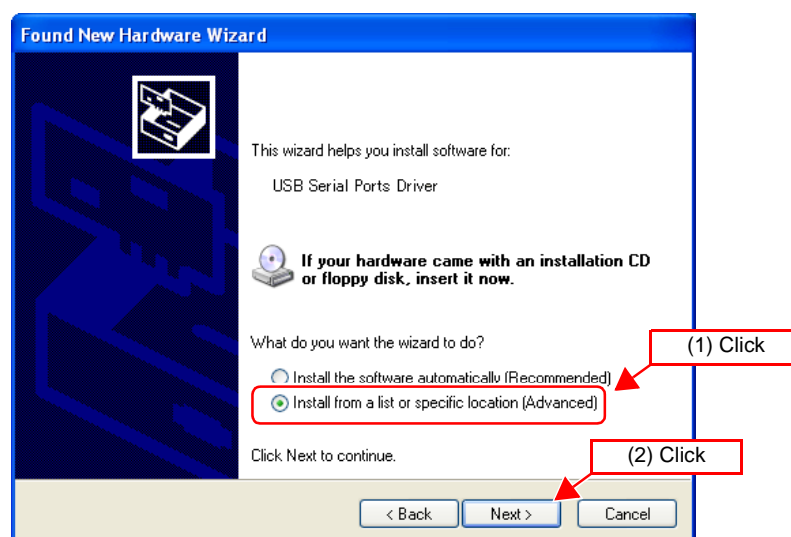 Found New Hardware Wizard
This wizard helps you install software for:
USB Serial Ports Driver
If your hardware came with an installation CD
or floppy disk, insert it now.
What do you want the wizard to do?
(1) Click
Install the software automatically (Recommended)
Install from a list or specific location (Advanced)
Click Next to continue.
(2) Click
< Back
Next >
Cancel